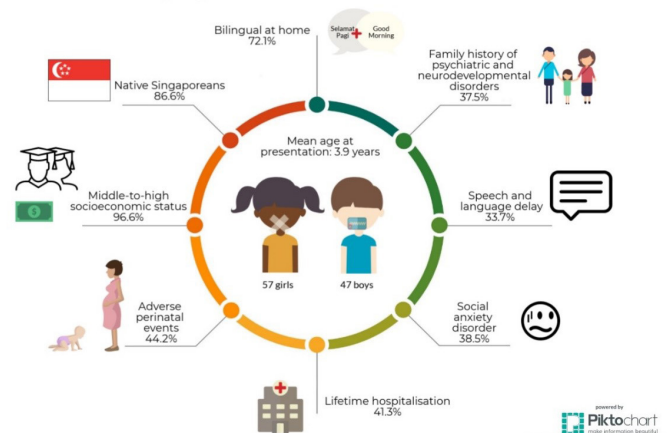 Bilingual at home
72.1%
Selamat
Pagi
Good
Morning
Family history of
psychiatric and
neurodevelopmental
disorders
37.5%
Native Singaporeans
86.6%
Mean age at
presentation: 3.9 years
Middle-to-high
socioeconomic status
96.6%
Speech and
language delay
33.7%
57 girls
47 boys
Adverse
perinatal
events
44.2%
Social
anxiety
disorder
38.5%
Lifetime hospitalisation
41.3%
powered by
Piktochart
make information beautiful